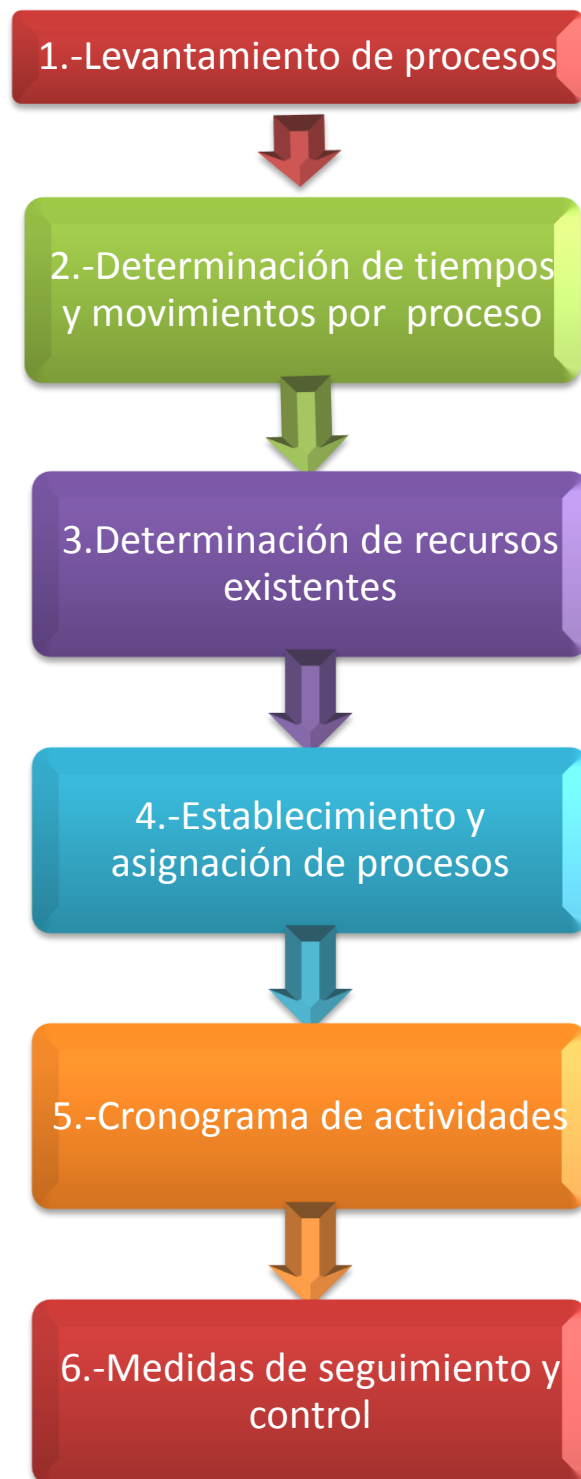 1.-Levantamiento de procesos
2.-Determinación de tiempos
y movimientos por proceso
3.Determinación de recursos
existentes
4.-Establecimiento y
asignación de procesos
5.-Cronograma de actividades
6.-Medidas de seguimiento y
control